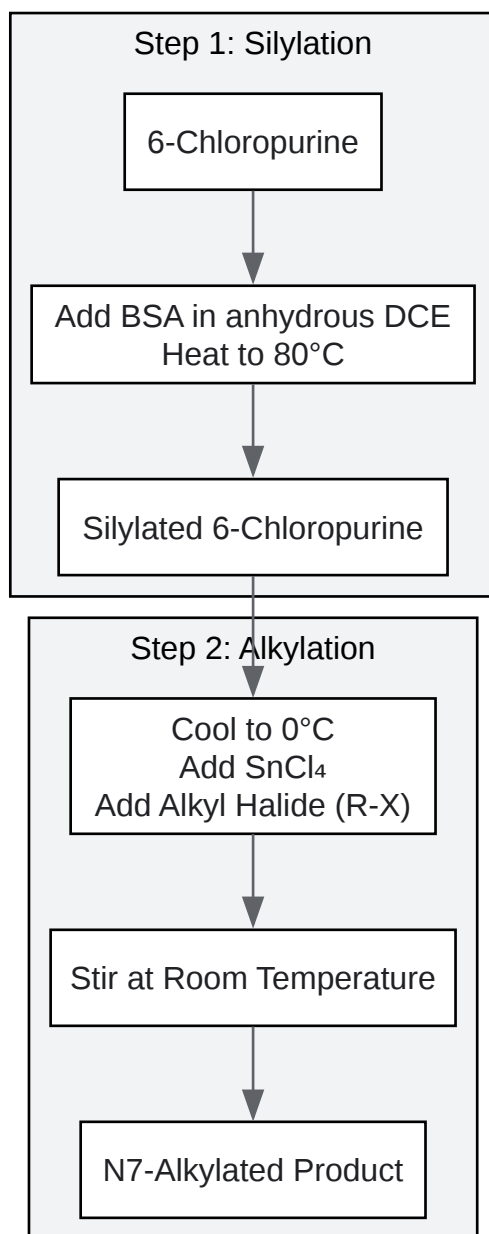 Step 1: Silylation
6-Chloropurine
Add BSA in anhydrous DCE
Heat to 80°C
Silylated 6-Chloropurine
Step 2: Alkylation
Cool to 0°C
Add SnCl₄
Add Alkyl Halide (R-X)
Stir at Room Temperature
N7-Alkylated Product